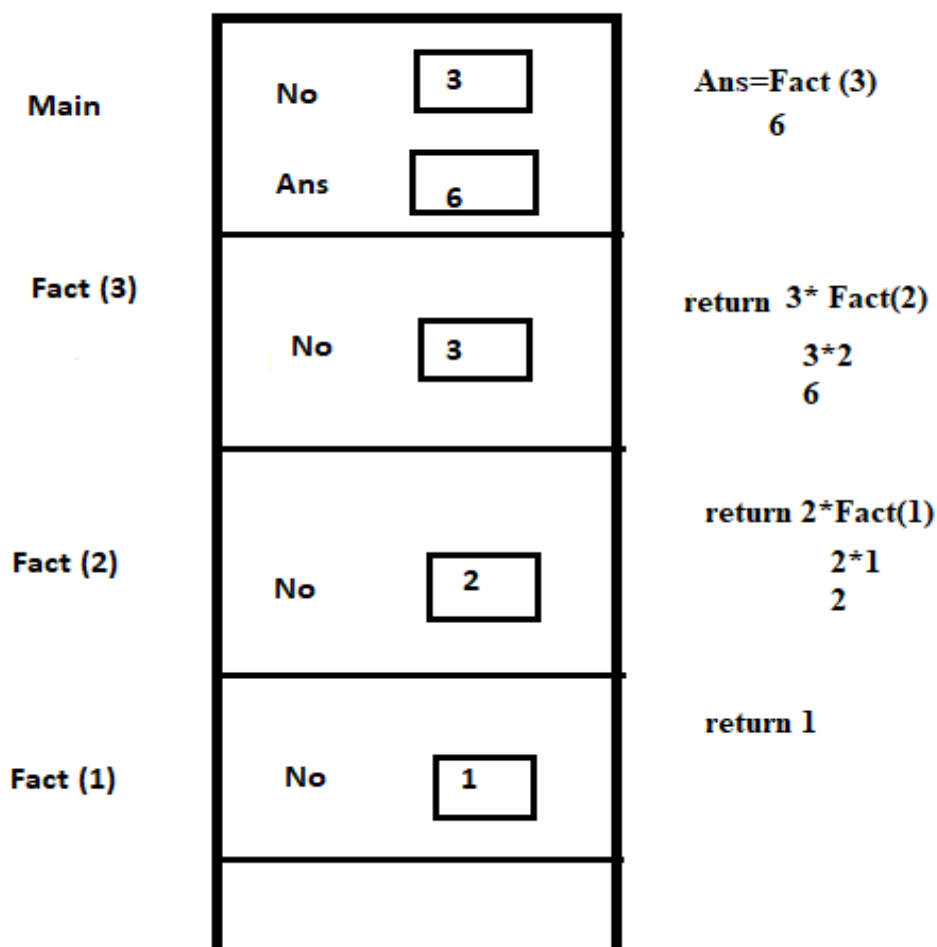 Main
No 3
Ans 6
Ans=Fact (3)
6
Fact (3)
No 3
return 3* Fact(2)
3*2
6
Fact (2)
No 2
return 2*Fact(1)
2*1
2
Fact (1)
No 1
return 1